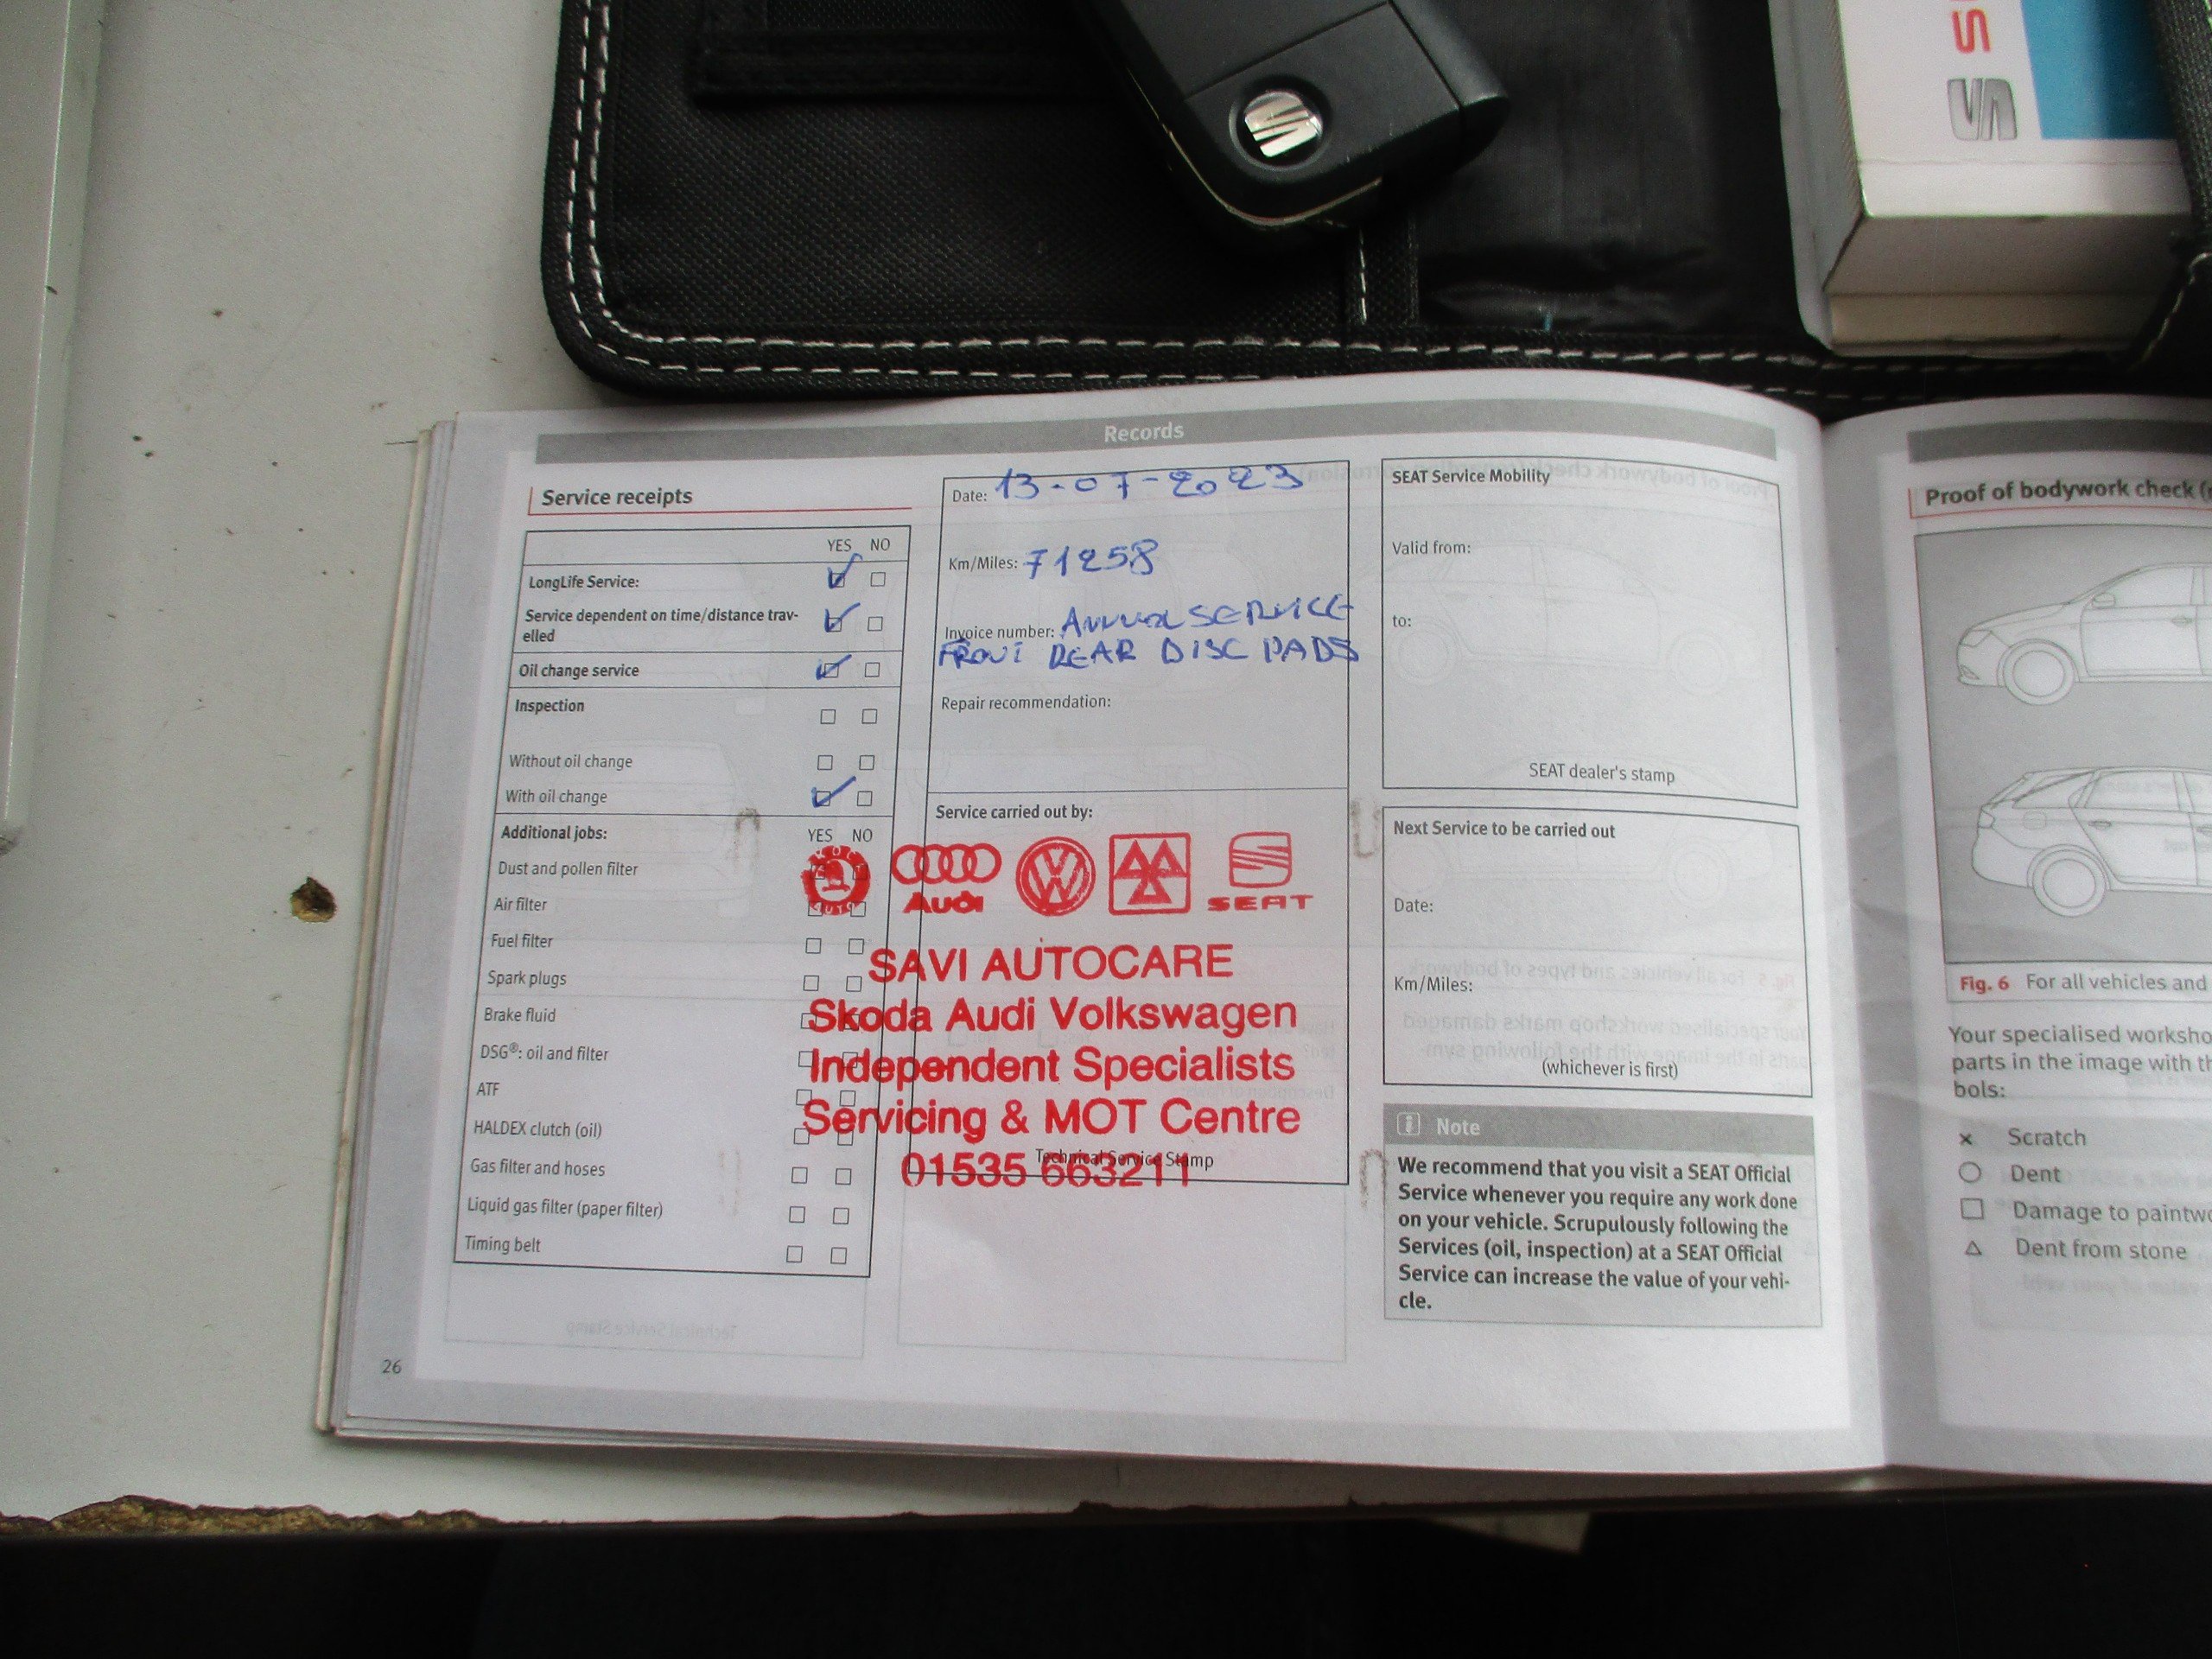 S
Records
Service receipts
YES NO
LongLife Service:
Service dependent on time/distance trav-
elled
Oil change service
Inspection
Without oil change
With oil change
Additional jobs: YES NO
Dust and pollen filter
Air filter
Fuel filter
Spark plugs
Brake fluid
DSG®: oil and filter
ATF
HALDEX clutch (oil)
Gas filter and hoses
Liquid gas filter (paper filter)
Timing belt
26
Date: 13-07-2023
Km/Miles: 71258
Invoice number: SERVICE
FRONT REAR DISC PADS
Repair recommendation:
Service carried out by:
AUTO
Audi
SEAT
SAVI AUTOCARE
Skoda Audi Volkswagen
Independent Specialists
Servicing & MOT Centre
Technical Service Stamp
01535 663211
SEAT Service Mobility
Valid from:
to:
SEAT dealer's stamp
Next Service to be carried out
Date:
Km/Miles:
(whichever is first)
Note
We recommend that you visit a SEAT Official
Service whenever you require any work done
on your vehicle. Scrupulously following the
Services (oil, inspection) at a SEAT Official
Service can increase the value of your vehi-
cle.
Proof of bodywork check
Fig. 6 For all vehicles and
Your specialised
parts in the image with
bols:
Scratch
Dent
Damage to
Dent from stone